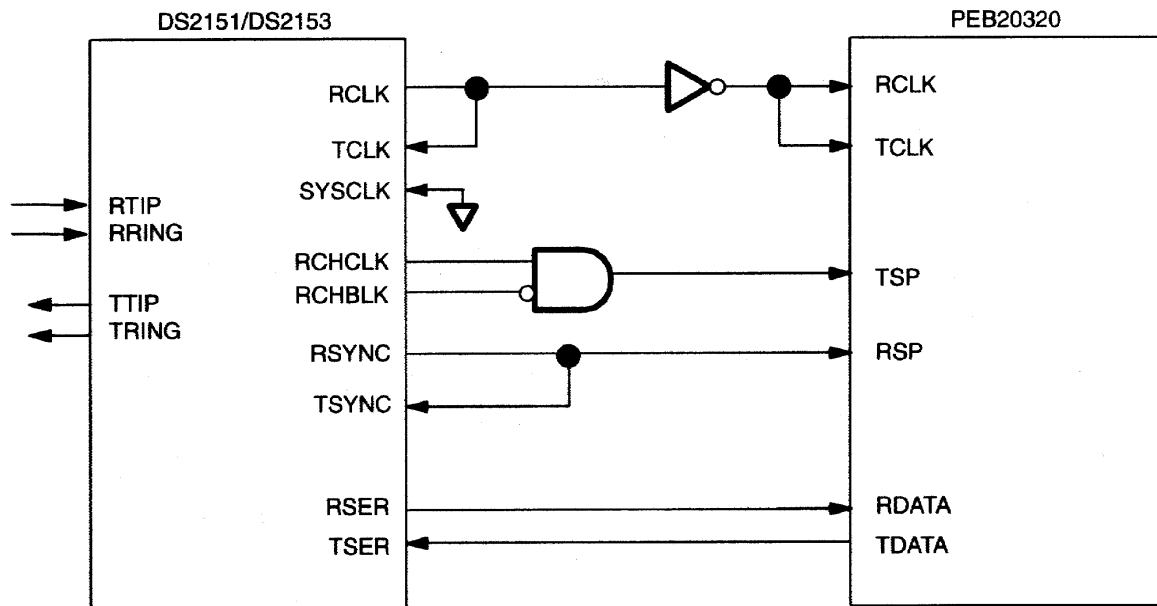 DS2151/DS2153
PEB20320
RCLK
TCLK
SYSCLK
RTIP
RRING
RCHCLK
RCHBLK
TTIP
TRING
RSYNC
TSYNC
RSER
TSER
RCLK
TCLK
TSP
RSP
RDATA
TDATA